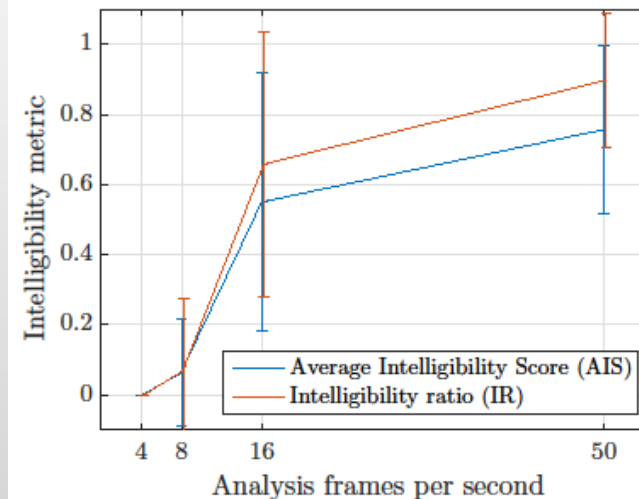 Intelligibility metric
1
0.8
0.6
0.4
0.2
0
Average Intelligibility Score (AIS)
Intelligibility ratio (IR)
4 8 16 50
Analysis frames per second